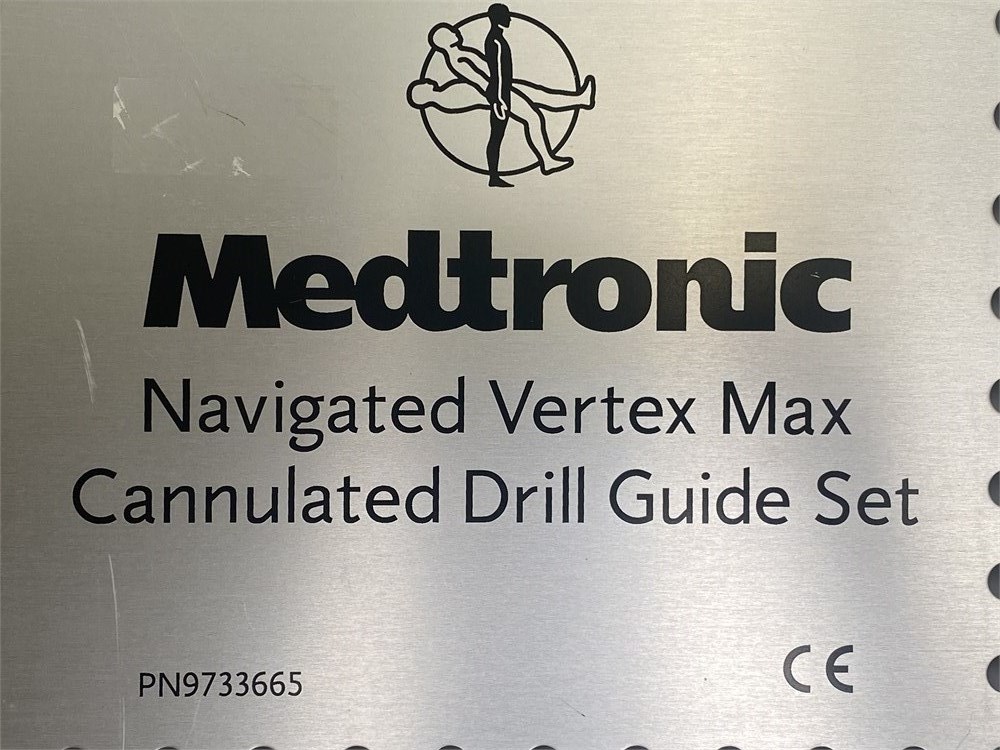 Medtronic
Navigated Vertex Max
Cannulated Drill Guide Set
PN9733665 CE